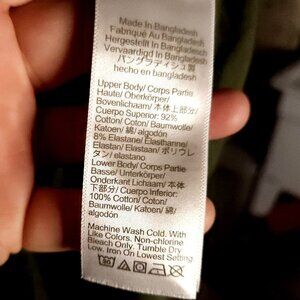 Made In Bangladesh
Fabriqué Au Bangladesh
Hergestellt In Bangladesh
Vervaardigd In Bangladesh
バングラディシュ製
hecho en bangladesh
Upper Body/ Corps Partie
Haute/ Oberkörper/
Bovenlichaam/ 本体上部分/
Cuerpo Superior: 92%
Cotton/ Coton/ Baumwolle/
Katoen/ 綿/ algodón
8% Elastane/ Elasthanne/
Elastan/ Elastaan/ ポリウレ
タン/ elastano
Lower Body/ Corps Partie
Basse/ Unterkörper/
Onderkant Lichaam/ 本体
下部分/ Cuerpo Inferior:
100% Cotton/ Coton/
Baumwolle/ Katoen/ 綿/
algodón
Machine Wash Cold. With
Like Colors. Non-chlorine
Bleach Only. Tumble Dry
Low. Iron On Lowest Setting